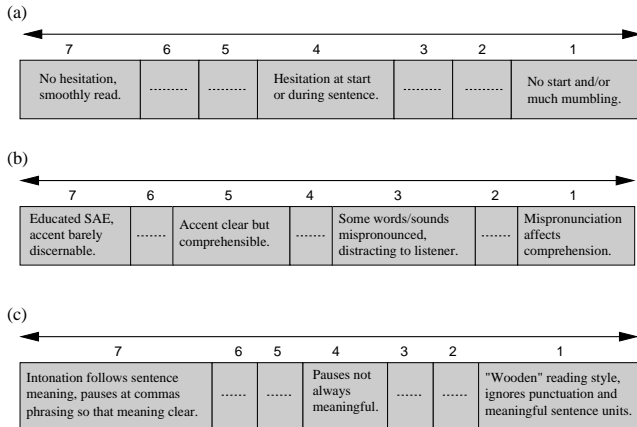 (a)
7 6 5 4 3 2 1
No hesitation, smoothly read.
---------
---------
Hesitation at start or during sentence.
---------
---------
No start and/or much mumbling.
(b)
7 6 5 4 3 2 1
Educated SAE, accent barely discernable.
-------
Accent clear but comprehensible.
-------
Some words/sounds mispronounced, distracting to listener.
-------
Mispronunciation affects comprehension.
(c)
7 6 5 4 3 2 1
Intonation follows sentence meaning, pauses at commas phrasing so that meaning clear.
------
------
Pauses not always meaningful.
------
------
"Wooden" reading style, ignores punctuation and meaningful sentence units.